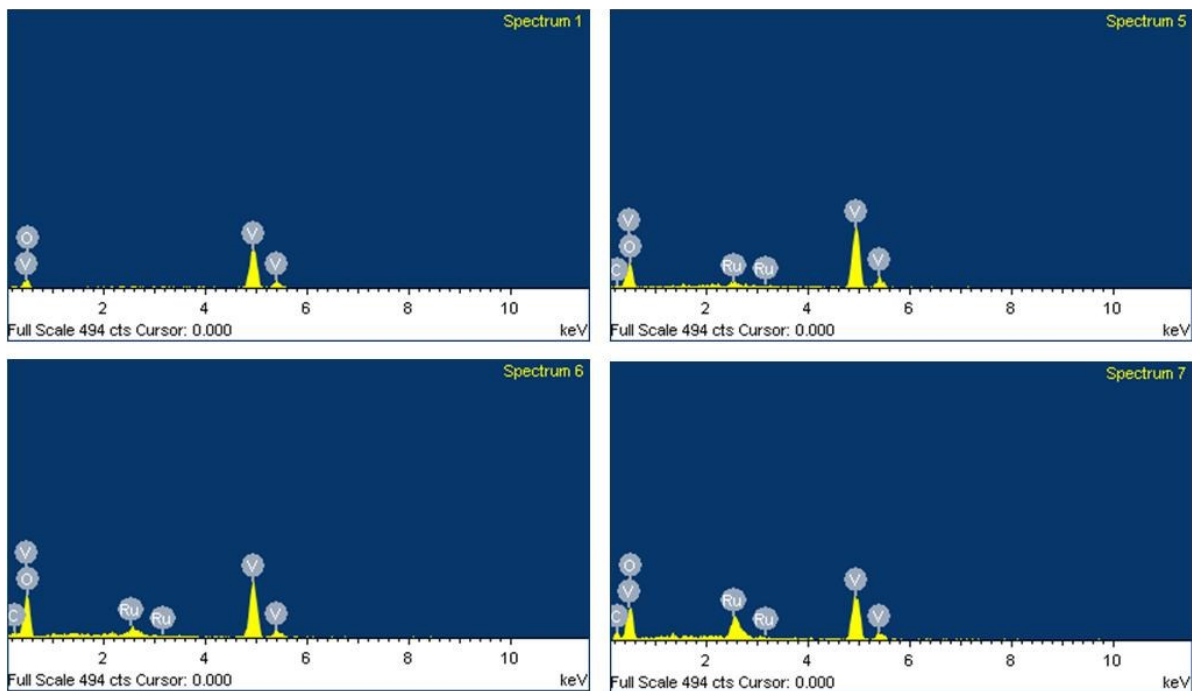 Spectrum 1
O
V
V
V
2 4 6 8 10
Full Scale 494 cts Cursor: 0.000 keV
Spectrum 5
V
O
C
Ru
Ru
V
V
2 4 6 8 10
Full Scale 494 cts Cursor: 0.000 keV
Spectrum 6
V
O
C
Ru
Ru
V
V
2 4 6 8 10
Full Scale 494 cts Cursor: 0.000 keV
Spectrum 7
O
V
C
Ru
Ru
V
V
2 4 6 8 10
Full Scale 494 cts Cursor: 0.000 keV